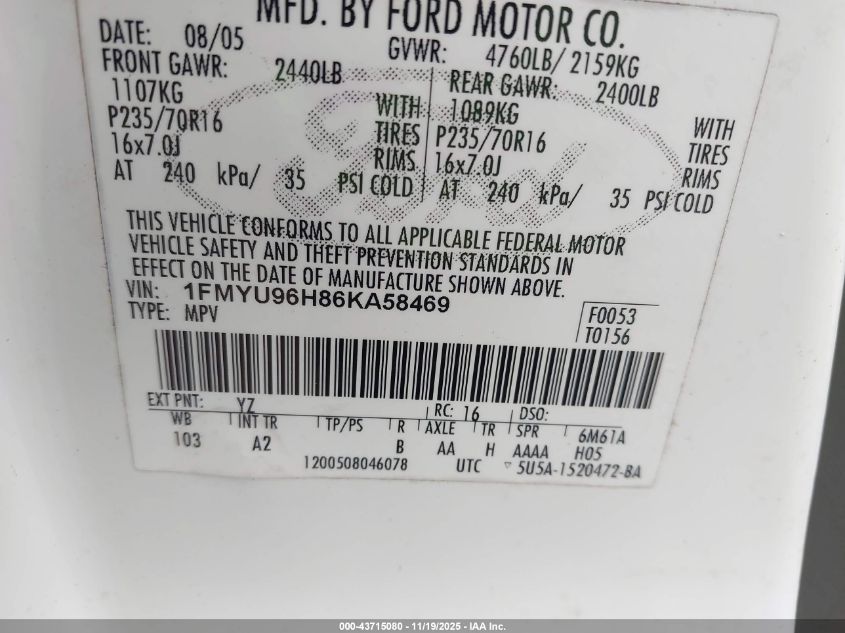 MFD. BY FORD MOTOR CO.
DATE: 08/05 GVWR: 4760LB/ 2159KG
FRONT GAWR: 2440LB REAR GAWR: 2400LB
1107KG WITH 1089KG WITH
P235/70R16 TIRES P235/70R16 TIRES
16x7.0J RIMS 16x7.0J RIMS
AT 240 kPa/ 35 PSI COLD AT 240 kPa/ 35 PSI COLD
THIS VEHICLE CONFORMS TO ALL APPLICABLE FEDERAL MOTOR
VEHICLE SAFETY AND THEFT PREVENTION STANDARDS IN
EFFECT ON THE DATE OF MANUFACTURE SHOWN ABOVE.
VIN: 1FMYU96H86KA58469
TYPE: MPV F0053
T0156
EXT PNT: YZ RC: 16 DSO:
WB INT TR TP/PS R AXLE TR SPR 6M61A
103 A2 B AA H AAAA H05
1200508046078 UTC 5U5A-1520472-BA
Ford
000-43715080 - 11/19/2025 - IAA Inc.